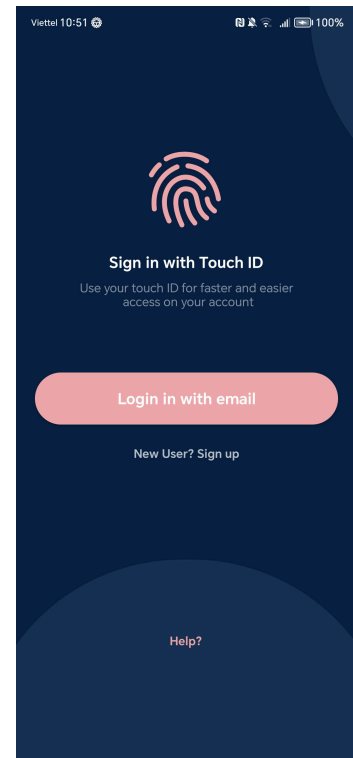 Viettel 10:51 100%
Sign in with Touch ID
Use your touch ID for faster and easier
access on your account
Login in with email
New User? Sign up
Help?